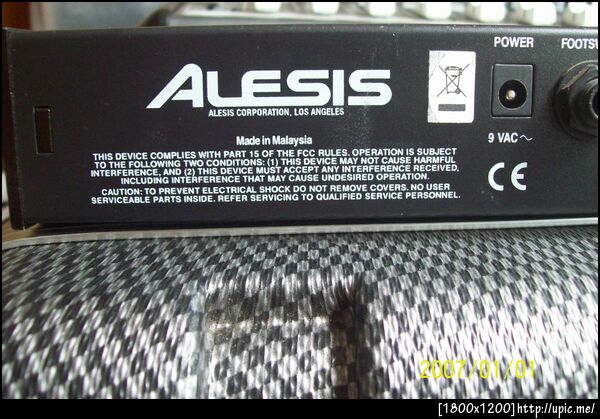 POWER
FOOTSW
ALESIS
ALESIS CORPORATION, LOS ANGELES
9 VAC ~
Made in Malaysia
THIS DEVICE COMPLIES WITH PART 15 OF THE FCC RULES. OPERATION IS SUBJECT
TO THE FOLLOWING TWO CONDITIONS: (1) THIS DEVICE MAY NOT CAUSE HARMFUL
INTERFERENCE, AND (2) THIS DEVICE MUST ACCEPT ANY INTERFERENCE RECEIVED,
INCLUDING INTERFERENCE THAT MAY CAUSE UNDESIRED OPERATION.
CE
CAUTION: TO PREVENT ELECTRICAL SHOCK DO NOT REMOVE COVERS. NO USER
SERVICEABLE PARTS INSIDE. REFER SERVICING TO QUALIFIED SERVICE PERSONNEL.
2007/01/01
[1800x1200]http://upic.me/